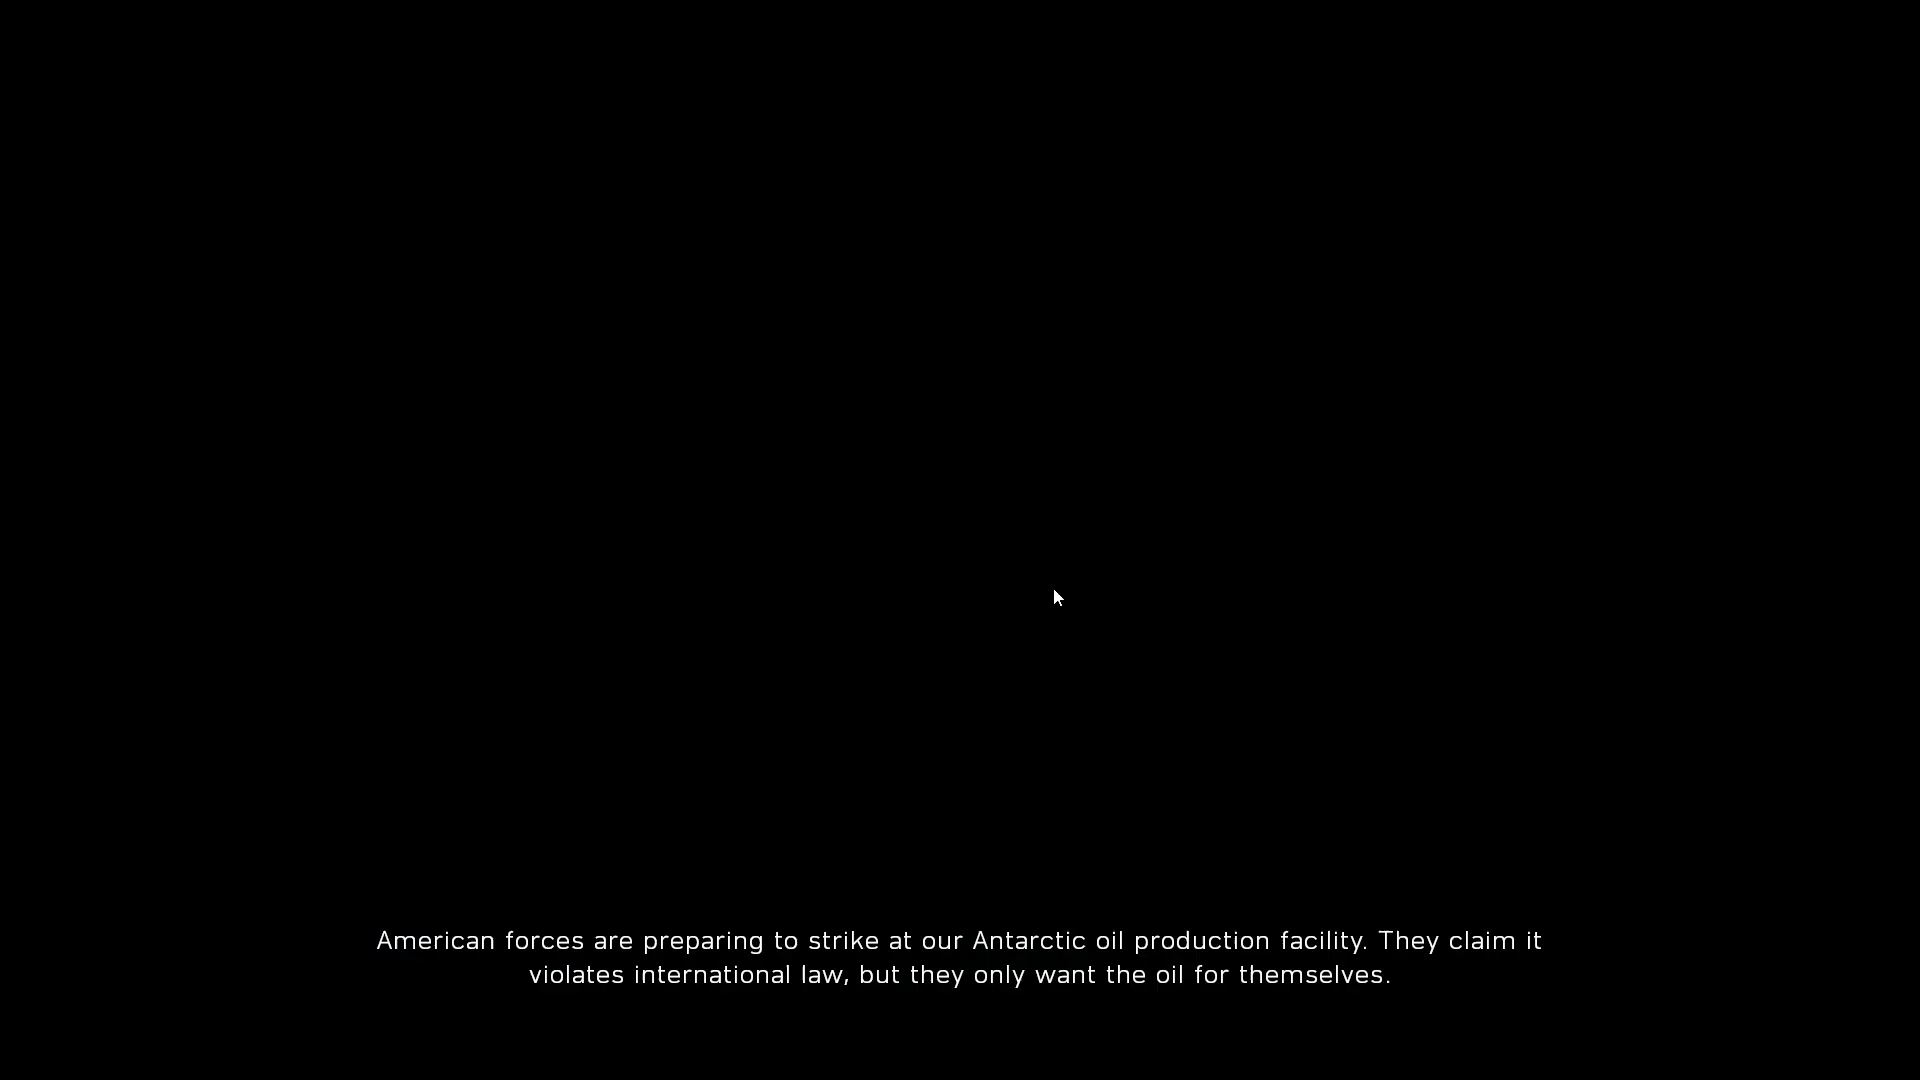 American forces are preparing to strike at our Antarctic oil production facility. They claim it
violates international law, but they only want the oil for themselves.